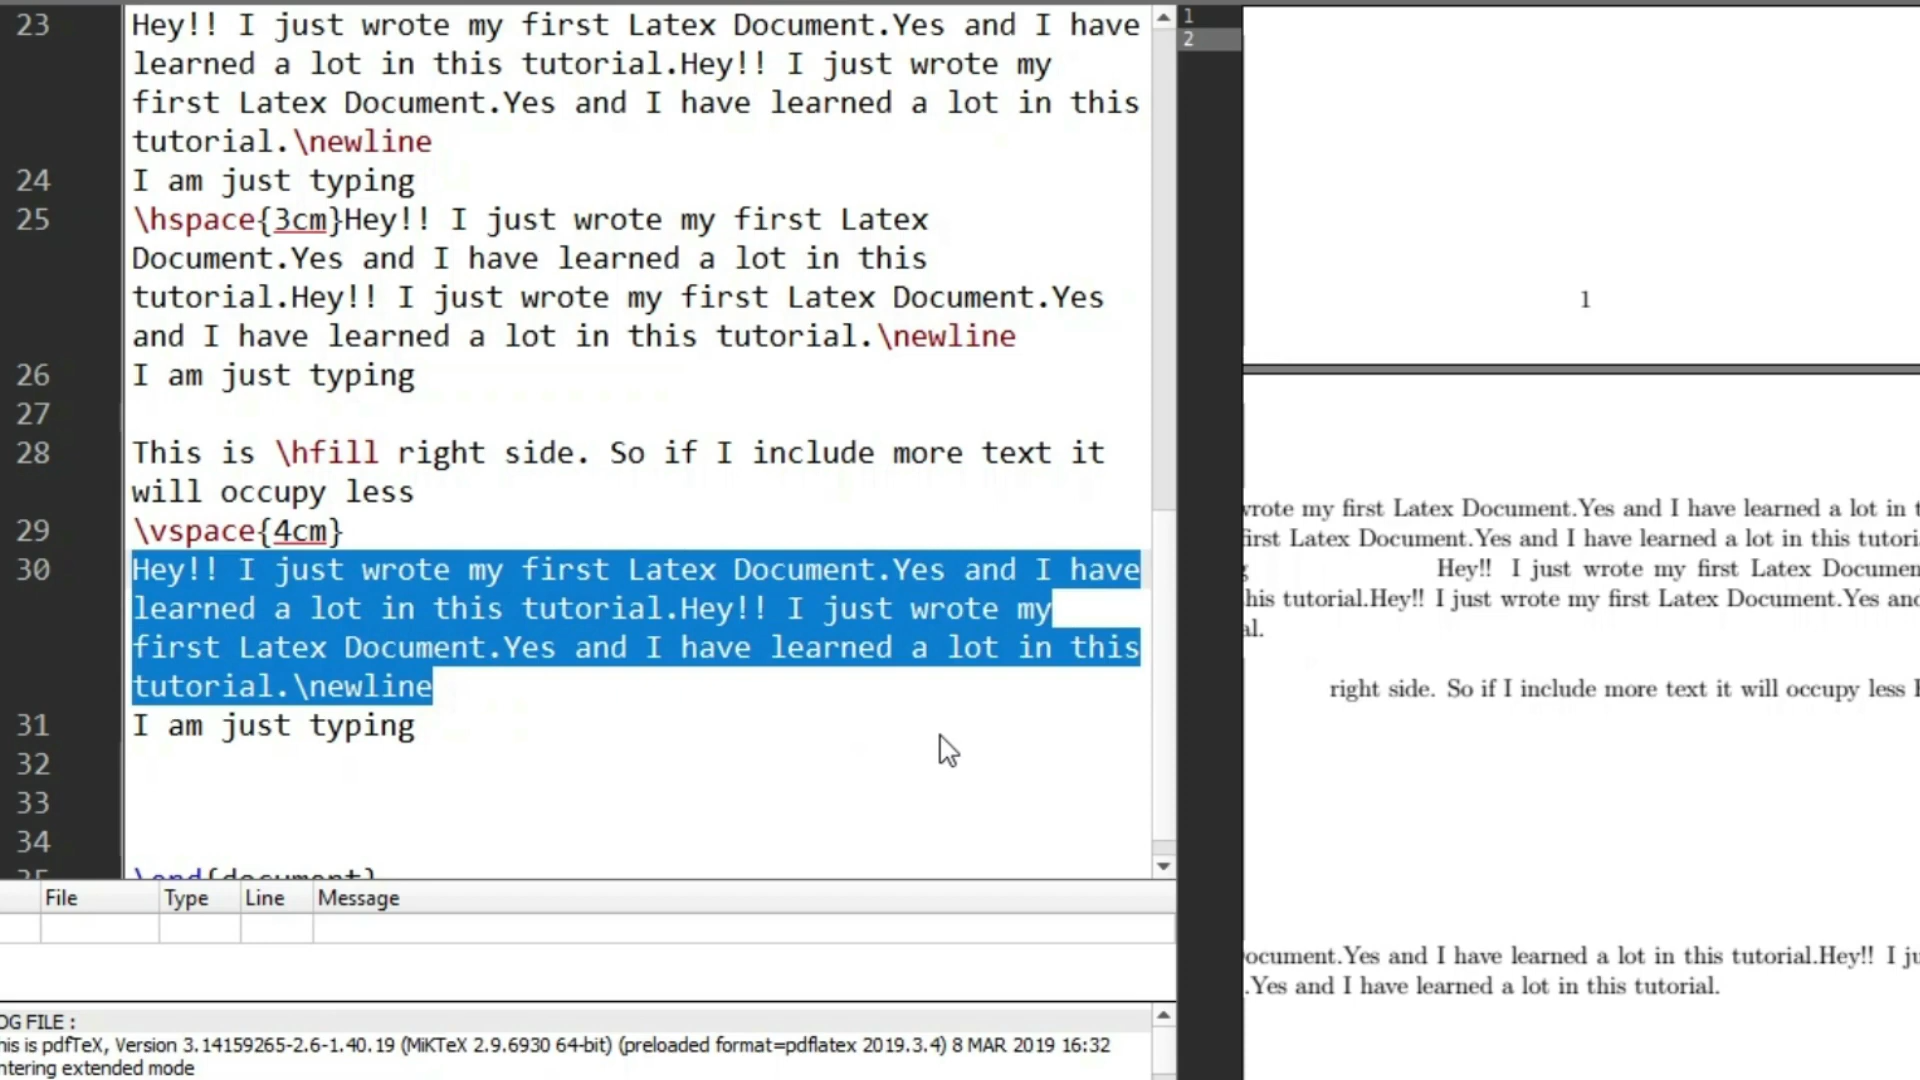 23 Hey!! I just wrote my first Latex Document.Yes and I have
learned a lot in this tutorial.Hey!! I just wrote my
first Latex Document.Yes and I have learned a lot in this
tutorial.\newline
24 I am just typing
25 \hspace{3cm}Hey!! I just wrote my first Latex
Document.Yes and I have learned a lot in this
tutorial.Hey!! I just wrote my first Latex Document.Yes
and I have learned a lot in this tutorial.\newline
26 I am just typing
27
28 This is \hfill right side. So if I include more text it
will occupy less
29 \vspace{4cm}
30 Hey!! I just wrote my first Latex Document.Yes and I have
learned a lot in this tutorial.Hey!! I just wrote my
first Latex Document.Yes and I have learned a lot in this
tutorial.\newline
31 I am just typing
32
33
34
35 \end{document}
File Type Line Message
OG FILE :
his is pdfTeX, Version 3.14159265-2.6-1.40.19 (MiKTeX 2.9.6930 64-bit) (preloaded format=pdflatex 2019.3.4) 8 MAR 2019 16:32
ntering extended mode
1
2
1
wrote my first Latex Document.Yes and I have learned a lot in t
first Latex Document.Yes and I have learned a lot in this tutori
g Hey!! I just wrote my first Latex Documen
his tutorial.Hey!! I just wrote my first Latex Document.Yes and
al.
right side. So if I include more text it will occupy less
ocument.Yes and I have learned a lot in this tutorial.Hey!! I ju
.Yes and I have learned a lot in this tutorial.